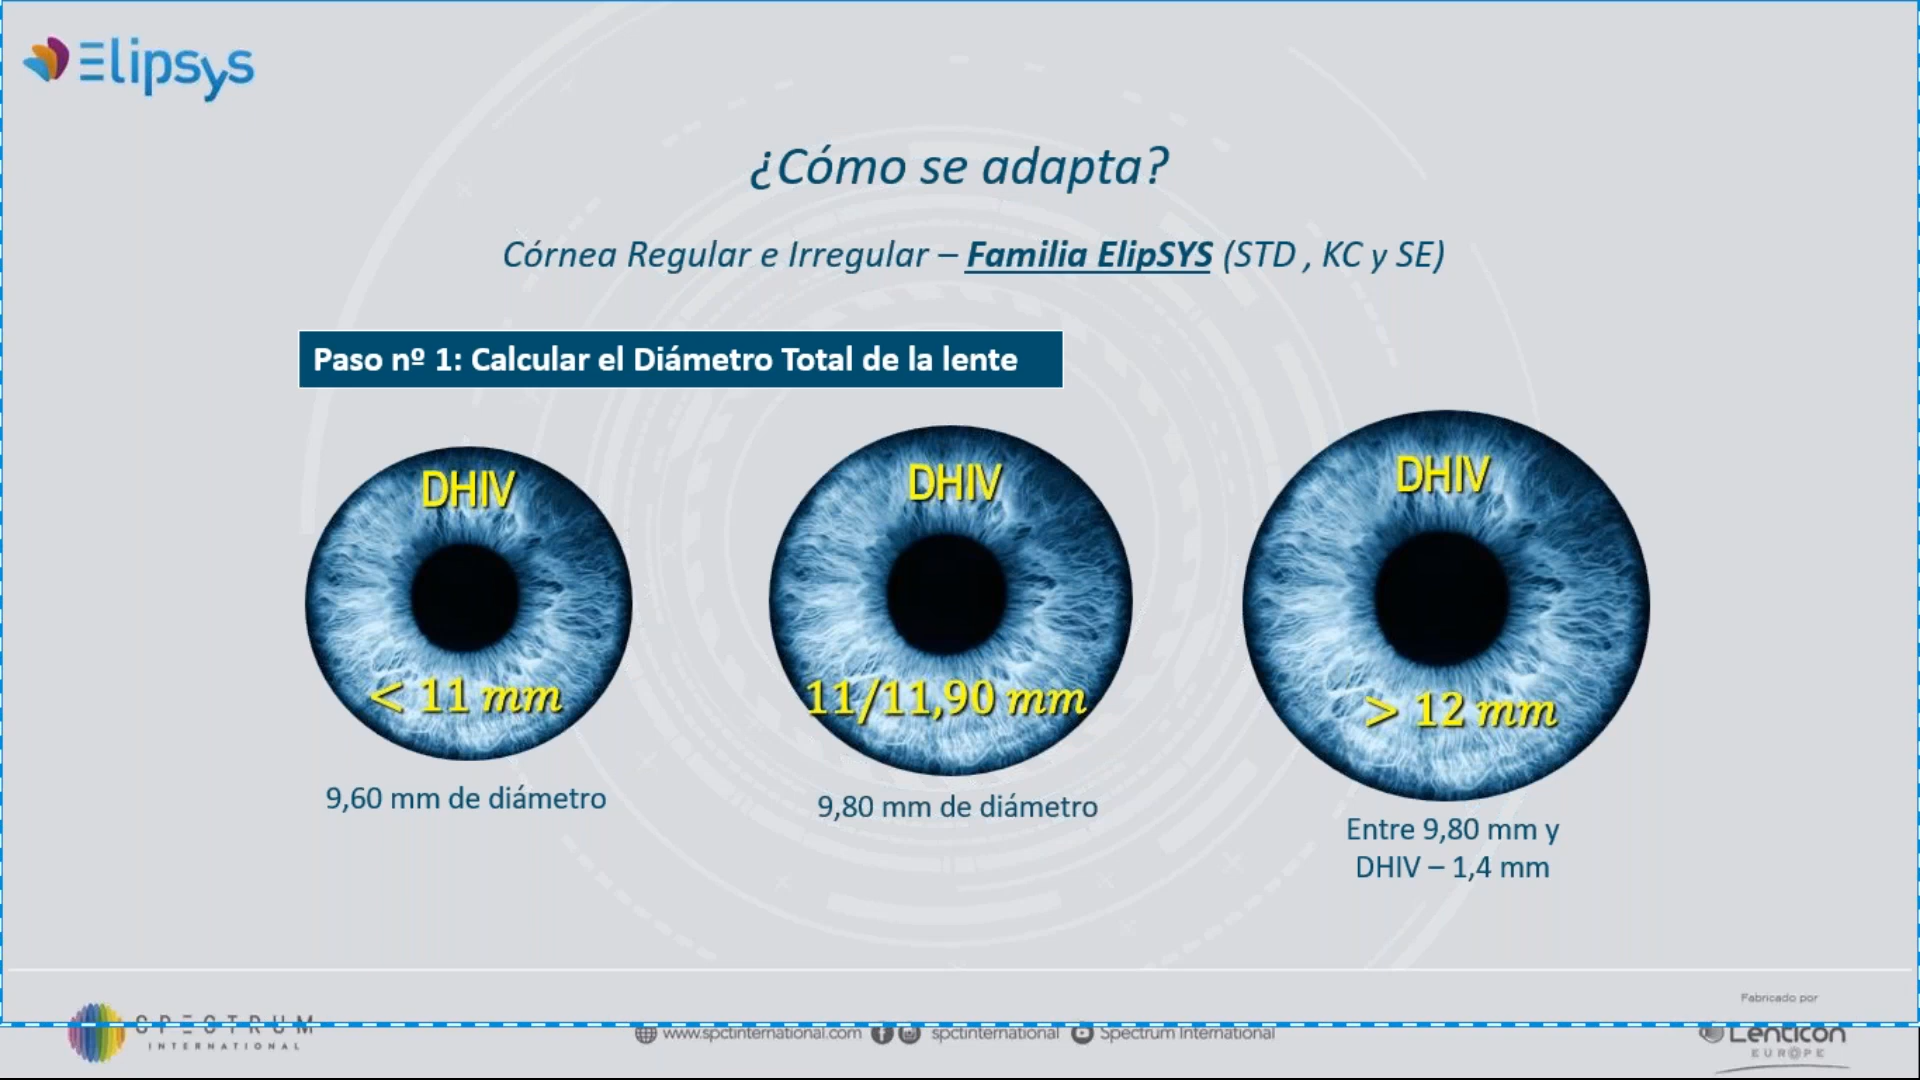 Elipsys
¿Cómo se adapta?
Córnea Regular e Irregular – Familia ElipSYS (STD , KC y SE)
Paso nº 1: Calcular el Diámetro Total de la lente
DHIV
< 11 mm
9,60 mm de diámetro
DHIV
11/11,90 mm
9,80 mm de diámetro
DHIV
> 12 mm
Entre 9,80 mm y
DHIV – 1,4 mm
Fabricado por
SPECTRUM
INTERNATIONAL
www.spctinternational.com spctinternational Spectrum International
Lenticon
EUROPE